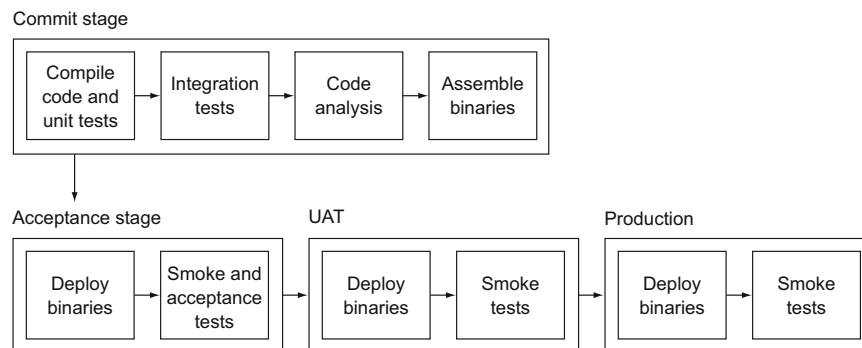 Commit stage
Compile
code and
unit tests
Integration
tests
Code
analysis
Assemble
binaries
Acceptance stage
Deploy
binaries
Smoke and
acceptance
tests
UAT
Deploy
binaries
Smoke
tests
Production
Deploy
binaries
Smoke
tests